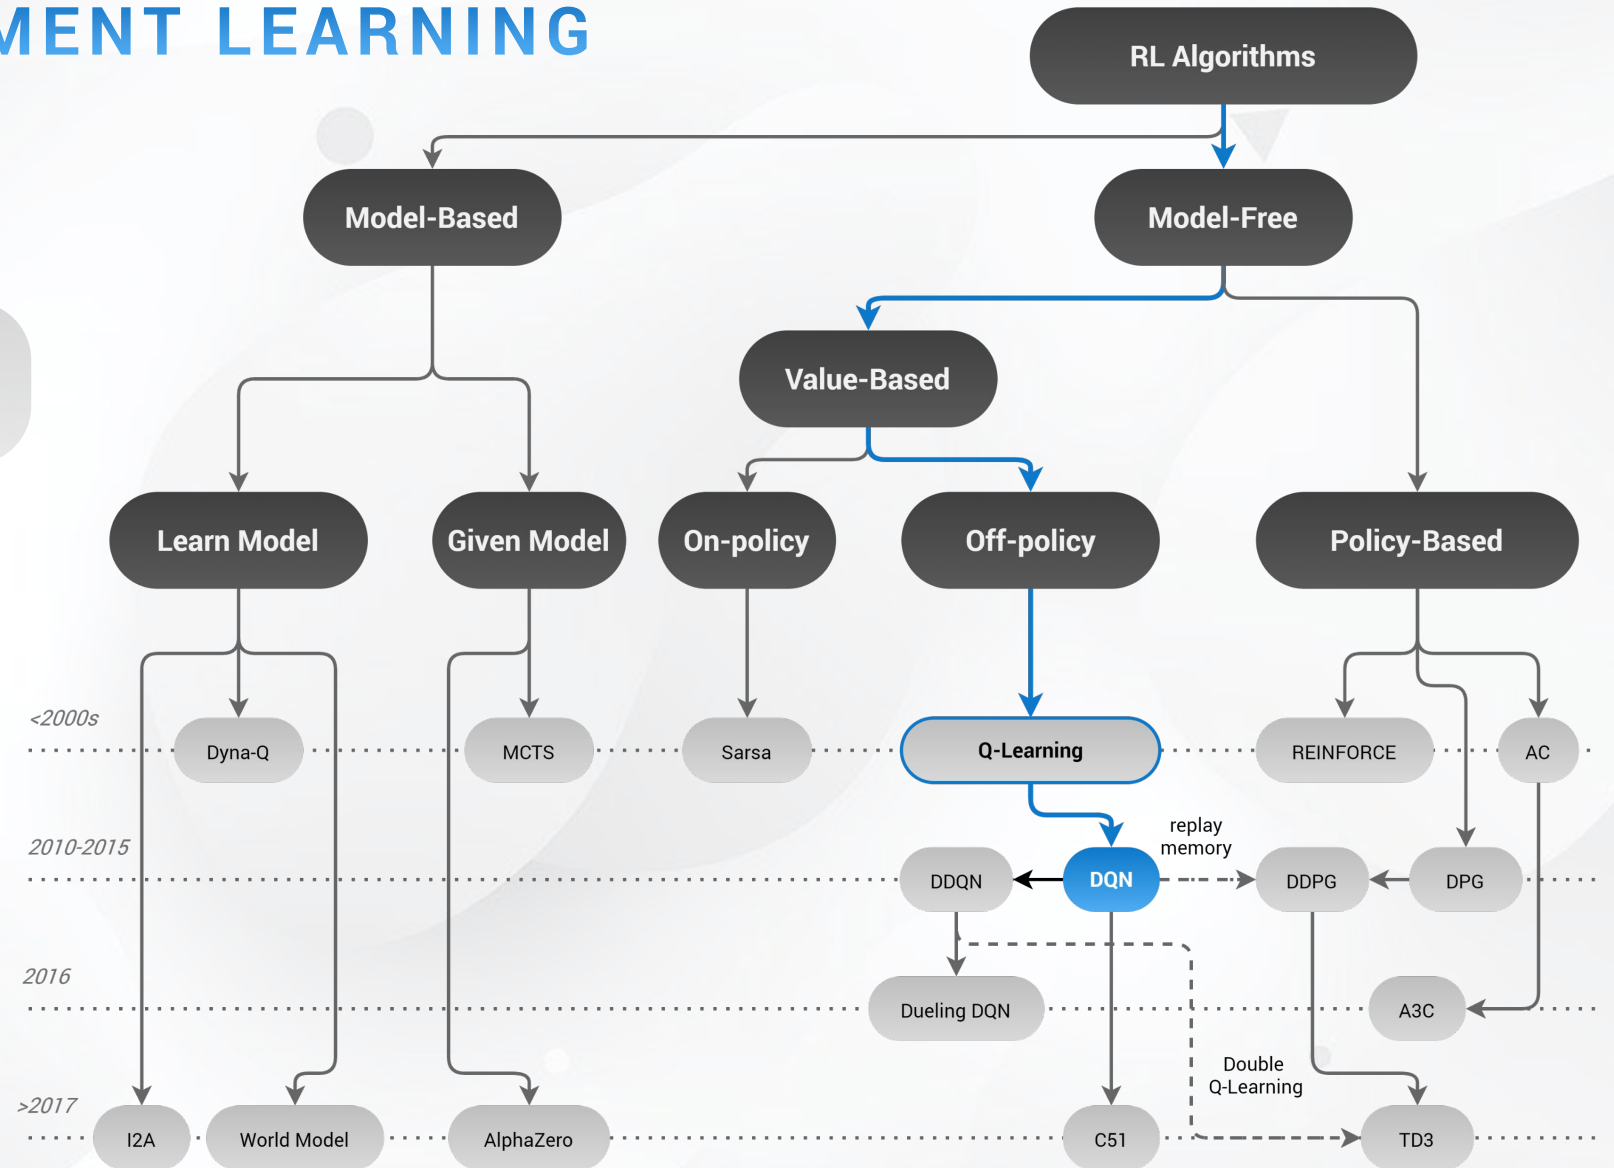 MENT LEARNING
RL Algorithms
Model-Based
Model-Free
Value-Based
Learn Model
Given Model
On-policy
Off-policy
Policy-Based
<2000s
Dyna-Q
MCTS
Sarsa
Q-Learning
REINFORCE
AC
2010-2015
replay
memory
DDQN
DQN
DDPG
DPG
2016
Dueling DQN
A3C
Double
Q-Learning
>2017
I2A
World Model
AlphaZero
C51
TD3